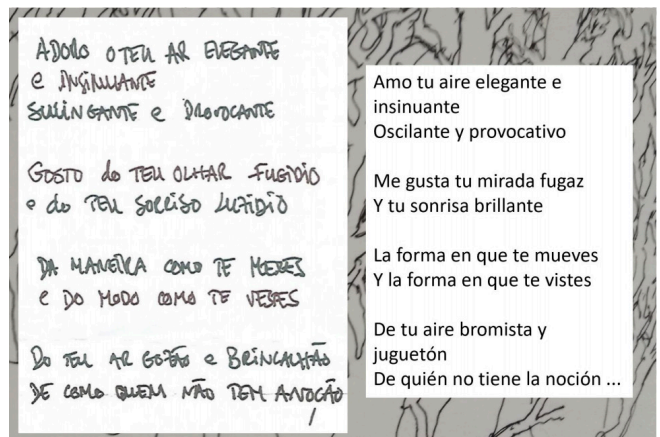 ADORO O TEU AR ELEGANTE
e INSINUANTE
SUINGANTE e PROVOCANTE
GOSTO do TEU OLHAR FUGIDIO
e do TEU SORRISO LUZIDIO
DA MANEIRA COMO TE MEXES
e DO MODO COMO TE VESTES
Do TEU AR GOZÃO e BRINCALHÃO
DE COMO QUEM NÃO TEM A NOÇÃO
Amo tu aire elegante e
insinuante
Oscilante y provocativo
Me gusta tu mirada fugaz
Y tu sonrisa brillante
La forma en que te mueves
Y la forma en que te vistes
De tu aire bromista y
juguetón
De quién no tiene la noción ...